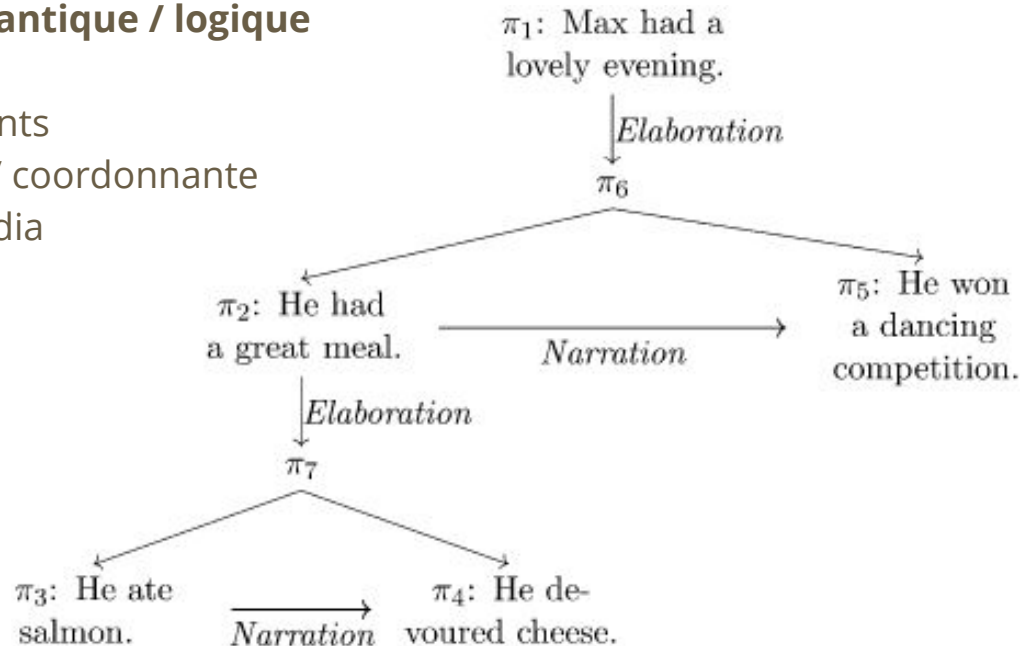 antique / logique
nts
/ coordonnante
dia
π1: Max had a
lovely evening.
Elaboration
π6
π2: He had
a great meal.
Narration
π5: He won
a dancing
competition.
Elaboration
π7
π3: He ate
salmon.
Narration
π4: He de-
voured cheese.